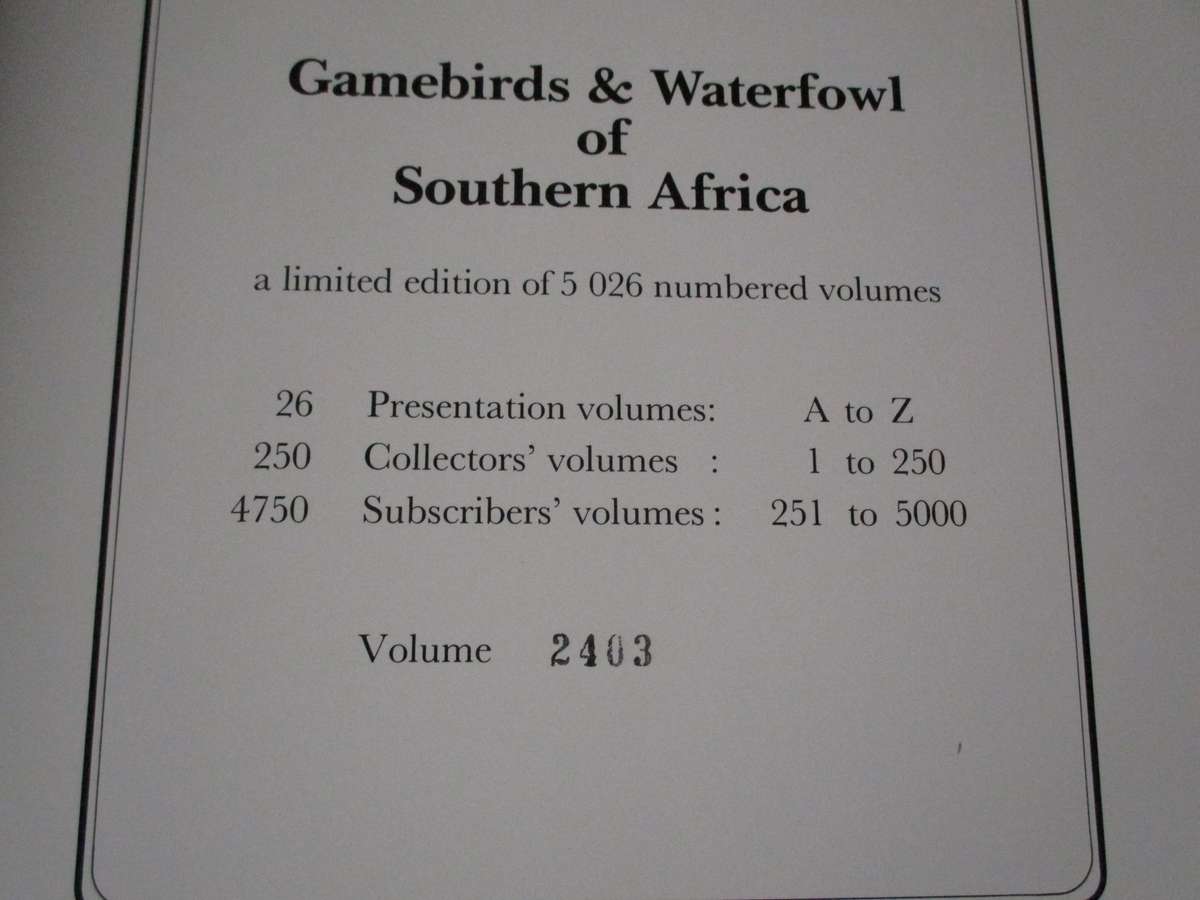 Gamebirds & Waterfowl
of
Southern Africa
a limited edition of 5 026 numbered volumes
26 Presentation volumes: A to Z
250 Collectors’ volumes : 1 to 250
4750 Subscribers’ volumes : 251 to 5000
Volume 2403